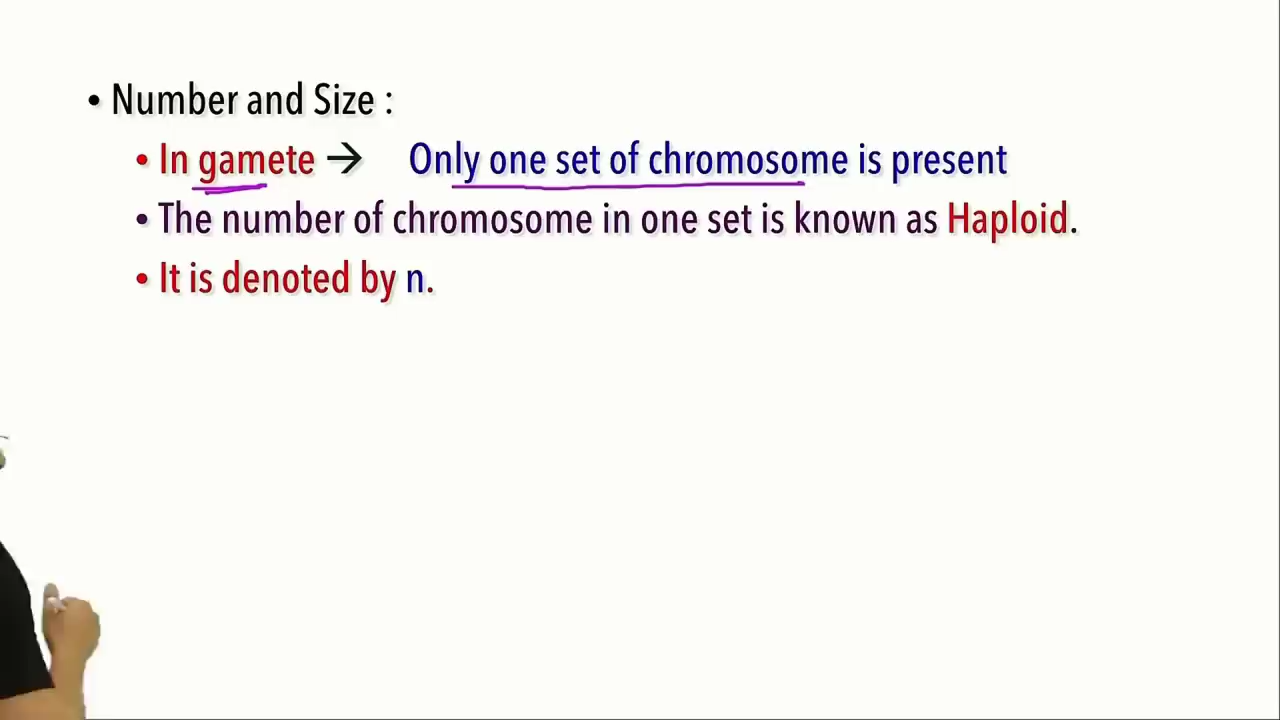 • Number and Size :
• In gamete → Only one set of chromosome is present
• The number of chromosome in one set is known as Haploid.
• It is denoted by n.